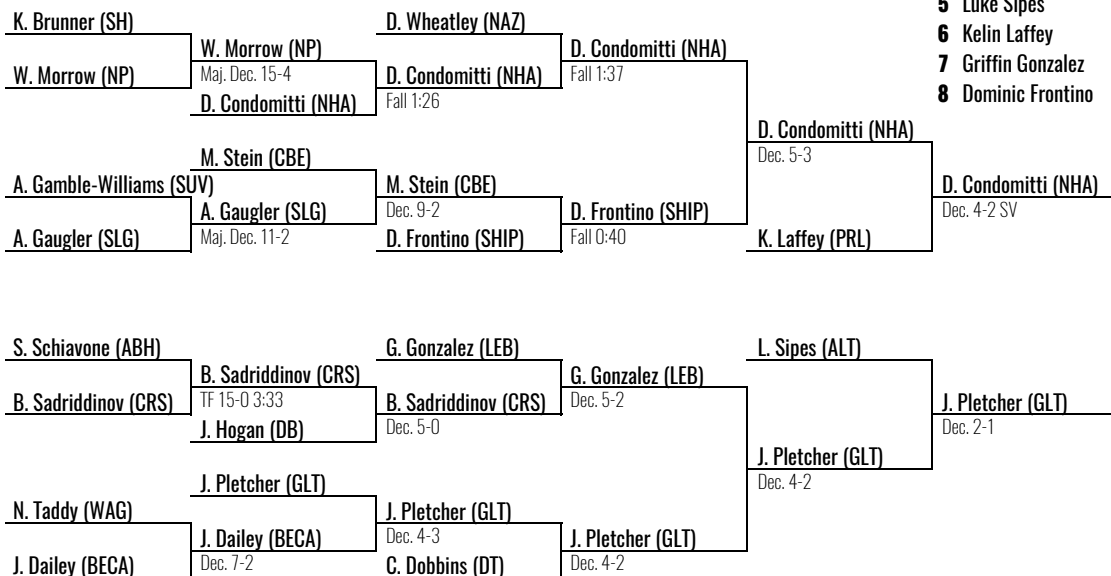 5 Luke Sipes
6 Kelin Laffey
7 Griffin Gonzalez
8 Dominic Frontino
K. Brunner (SH)
W. Morrow (NP)
A. Gamble-Williams (SUV)
A. Gaugler (SLG)
W. Morrow (NP)
Maj. Dec. 15-4
D. Condomitti (NHA)
M. Stein (CBE)
A. Gaugler (SLG)
Maj. Dec. 11-2
D. Wheatley (NAZ)
D. Condomitti (NHA)
Fall 1:26
M. Stein (CBE)
Dec. 9-2
D. Frontino (SHIP)
D. Condomitti (NHA)
Fall 1:37
D. Frontino (SHIP)
Fall 0:40
D. Condomitti (NHA)
Dec. 5-3
K. Laffey (PRL)
D. Condomitti (NHA)
Dec. 4-2 SV
S. Schiavone (ABH)
B. Sadriddinov (CRS)
N. Taddy (WAG)
J. Dailey (BECA)
B. Sadriddinov (CRS)
TF 15-0 3:33
J. Hogan (DB)
J. Pletcher (GLT)
J. Dailey (BECA)
Dec. 7-2
G. Gonzalez (LEB)
B. Sadriddinov (CRS)
Dec. 5-0
J. Pletcher (GLT)
Dec. 4-3
C. Dobbins (DT)
G. Gonzalez (LEB)
Dec. 5-2
J. Pletcher (GLT)
Dec. 4-2
L. Sipes (ALT)
J. Pletcher (GLT)
Dec. 4-2
J. Pletcher (GLT)
Dec. 2-1